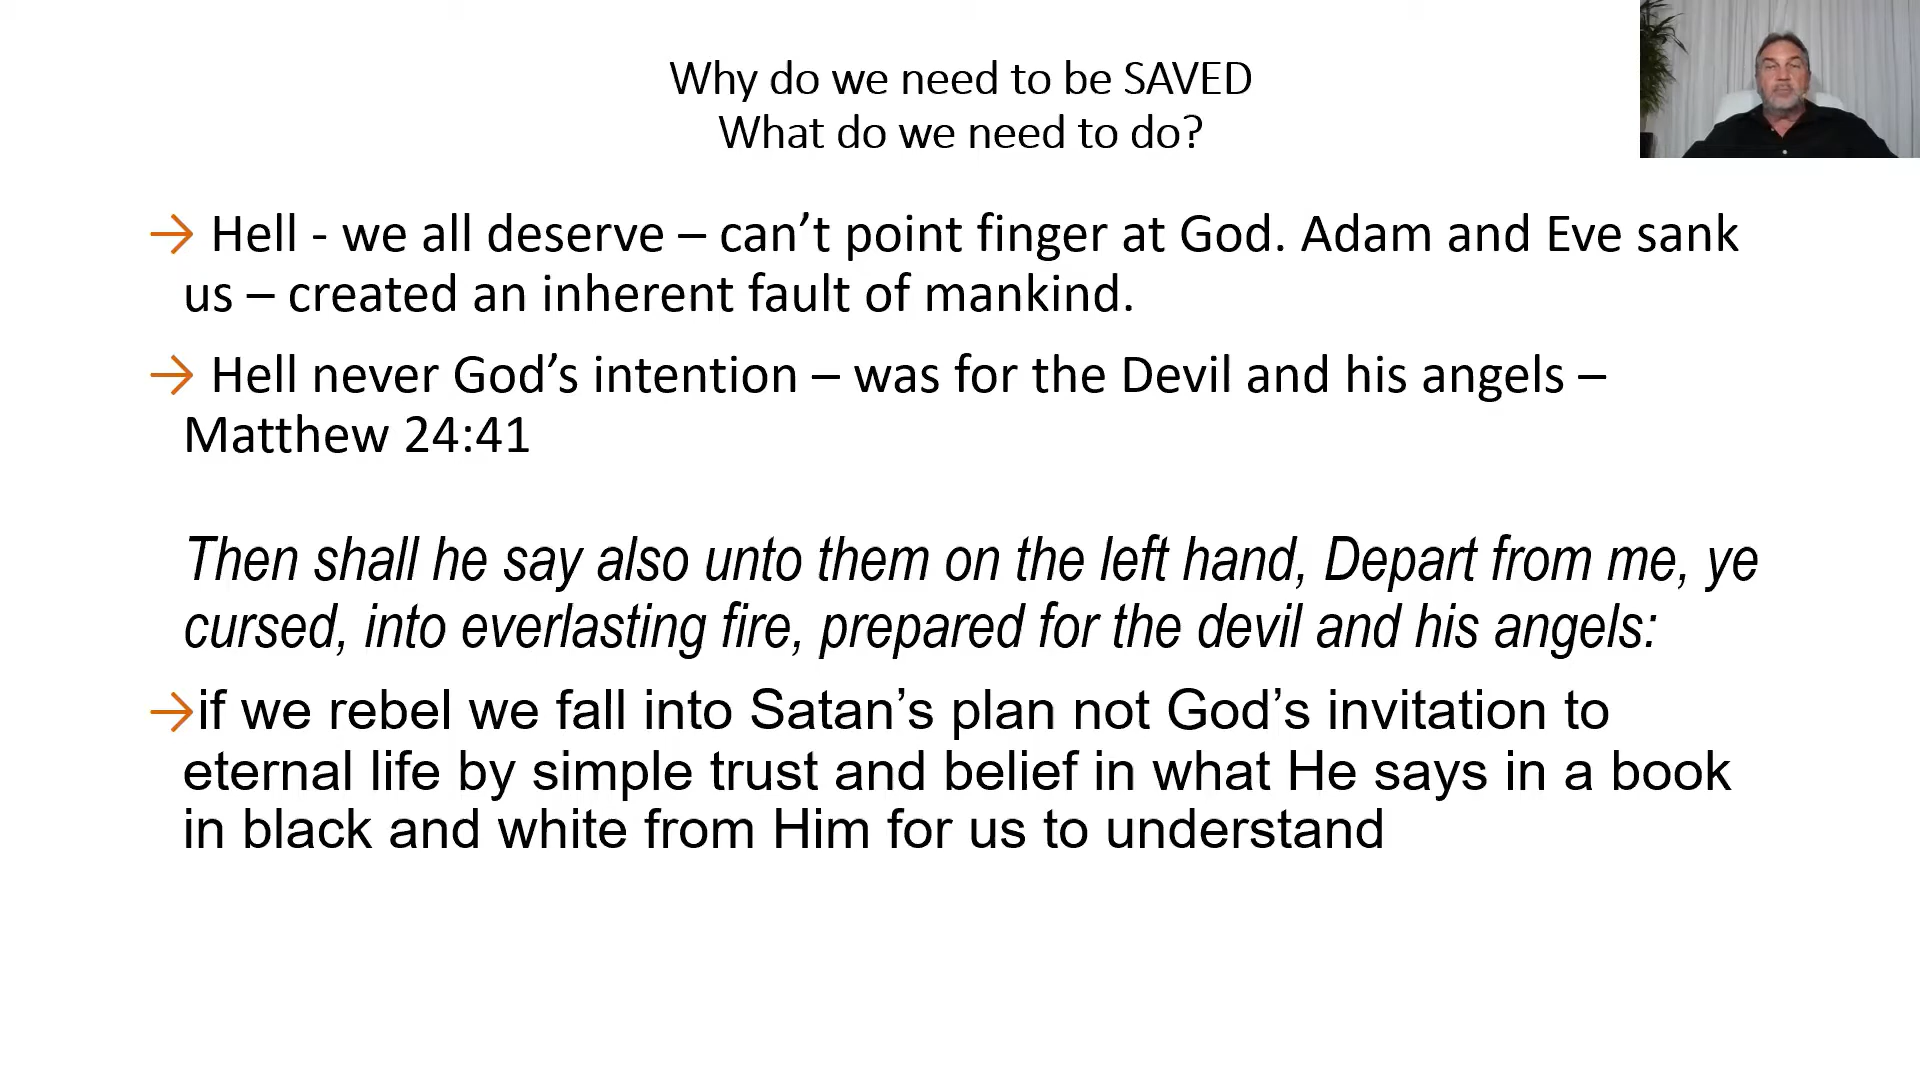 Why do we need to be SAVED
What do we need to do?
→ Hell - we all deserve – can’t point finger at God. Adam and Eve sank
us – created an inherent fault of mankind.
→ Hell never God’s intention – was for the Devil and his angels –
Matthew 24:41
Then shall he say also unto them on the left hand, Depart from me, ye
cursed, into everlasting fire, prepared for the devil and his angels:
→if we rebel we fall into Satan’s plan not God’s invitation to
eternal life by simple trust and belief in what He says in a book
in black and white from Him for us to understand